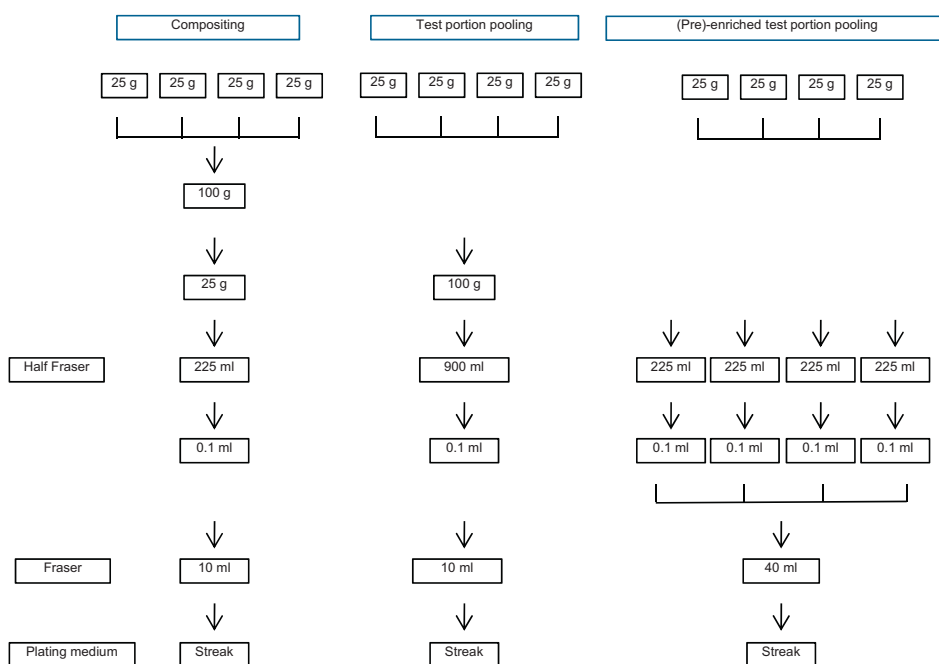 Compositing Test portion pooling (Pre)-enriched test portion pooling
25 g 25 g 25 g 25 g 25 g 25 g 25 g 25 g 25 g 25 g 25 g 25 g
100 g
25 g 100 g
Half Fraser 225 ml 900 ml 225 ml 225 ml 225 ml 225 ml
0.1 ml 0.1 ml 0.1 ml 0.1 ml 0.1 ml 0.1 ml
Fraser 10 ml 10 ml 40 ml
Plating medium Streak Streak Streak